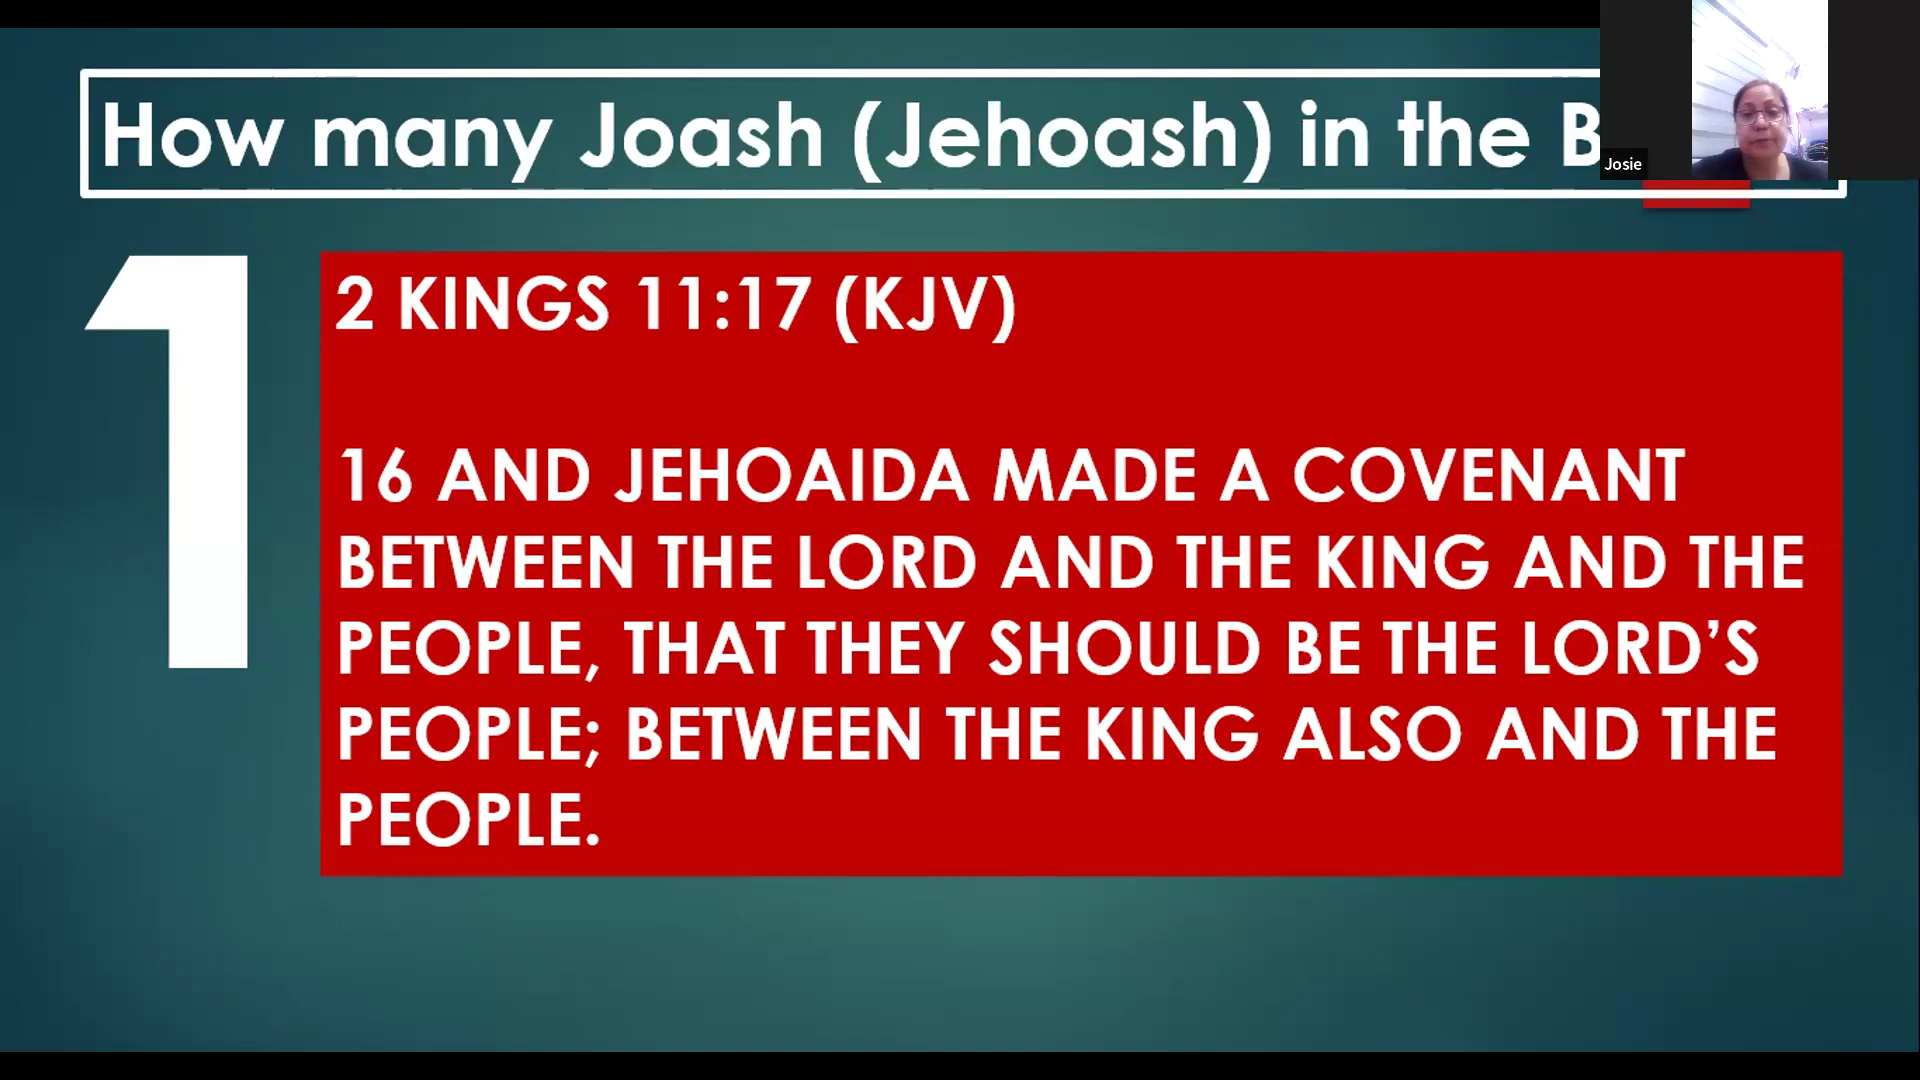 How many Joash (Jehoash) in the
Josie
1
2 KINGS 11:17 (KJV)
16 AND JEHOAIDA MADE A COVENANT
BETWEEN THE LORD AND THE KING AND THE
PEOPLE, THAT THEY SHOULD BE THE LORD'S
PEOPLE; BETWEEN THE KING ALSO AND THE
PEOPLE.